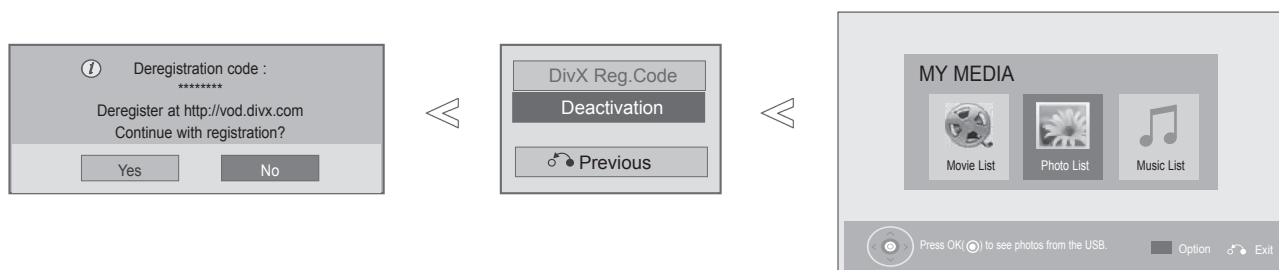 Deregistration code :
********
Deregister at http://vod.divx.com
Continue with registration?
Yes
No
DivX Reg.Code
Deactivation
Previous
MY MEDIA
Movie List
Photo List
Music List
Press OK(◉) to see photos from the USB.
Option
Exit